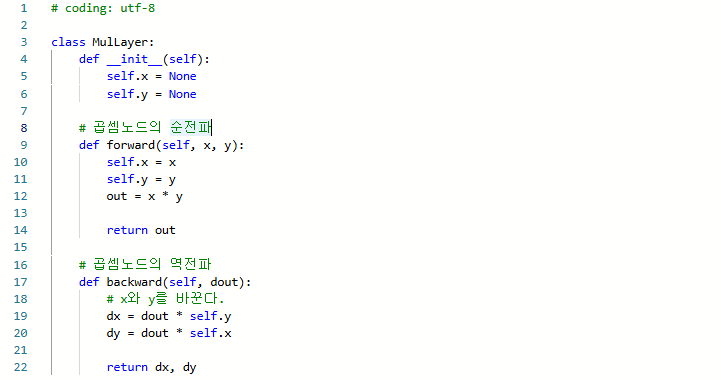 1 # coding: utf-8
2
3 class MulLayer:
4     def __init__(self):
5         self.x = None
6         self.y = None
7
8     # 곱셈노드의 순전파
9     def forward(self, x, y):
10         self.x = x
11         self.y = y
12         out = x * y
13
14         return out
15
16     # 곱셈노드의 역전파
17     def backward(self, dout):
18         # x와 y를 바꾼다.
19         dx = dout * self.y
20         dy = dout * self.x
21
22         return dx, dy